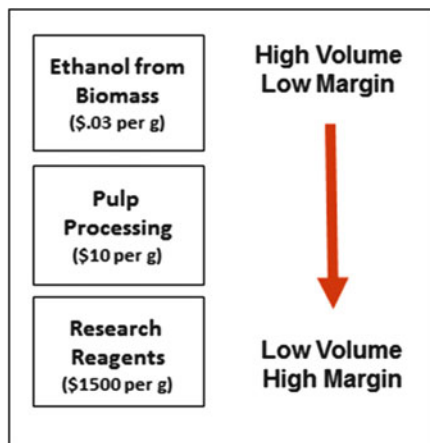 Ethanol from
Biomass
($.03 per g)
High Volume
Low Margin
Pulp
Processing
($10 per g)
Research
Reagents
($1500 per g)
Low Volume
High Margin